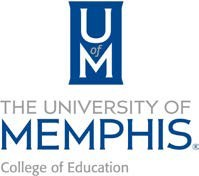 U
of
M
THE UNIVERSITY OF
MEMPHIS®
College of Education